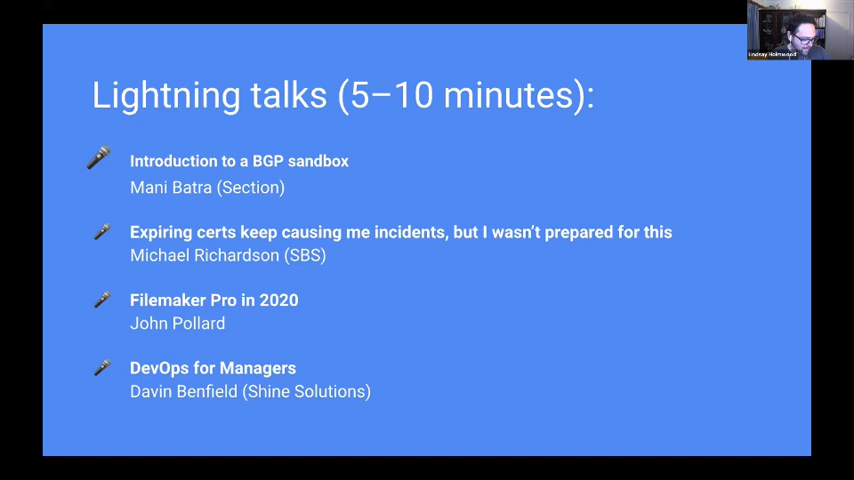 Lightning talks (5–10 minutes):
Introduction to a BGP sandbox
Mani Batra (Section)
Expiring certs keep causing me incidents, but I wasn’t prepared for this
Michael Richardson (SBS)
Filemaker Pro in 2020
John Pollard
DevOps for Managers
Davin Benfield (Shine Solutions)
Lindsay Holmwood